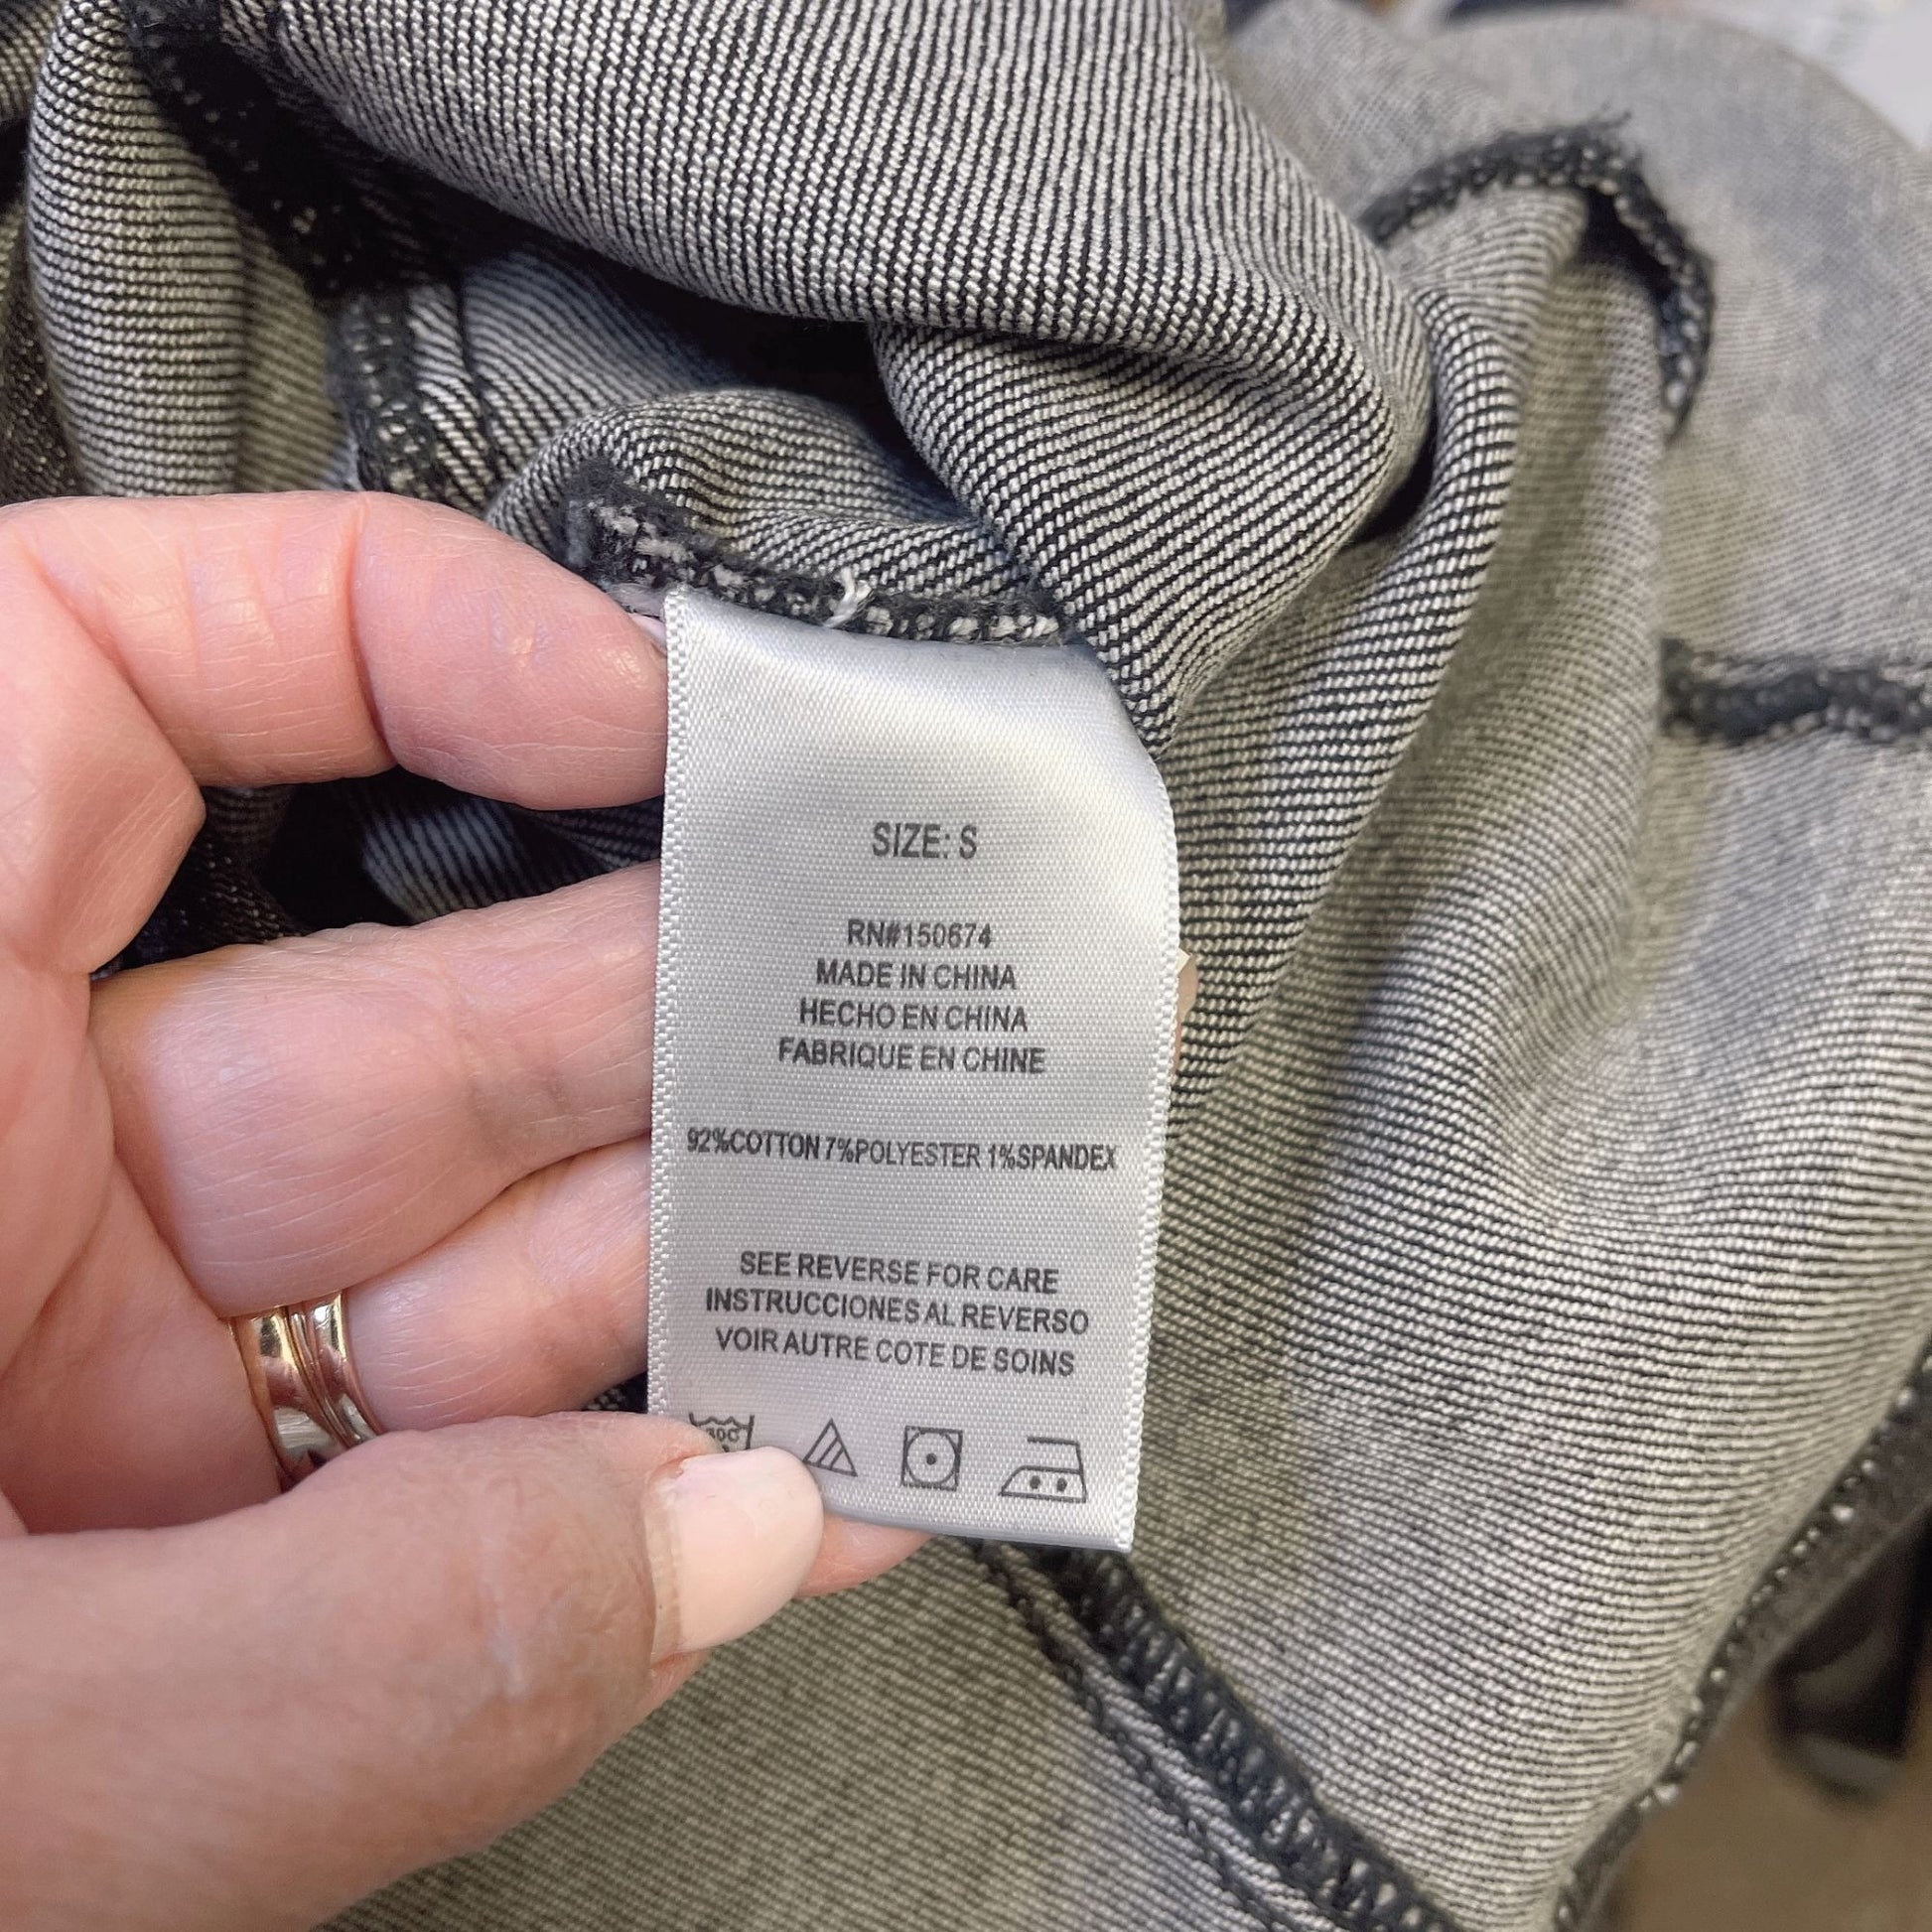 SIZE: S
RN#150674
MADE IN CHINA
HECHO EN CHINA
FABRIQUE EN CHINE
92%COTTON 7%POLYESTER 1%SPANDEX
SEE REVERSE FOR CARE
INSTRUCCIONES AL REVERSO
VOIR AUTRE COTE DE SOINS